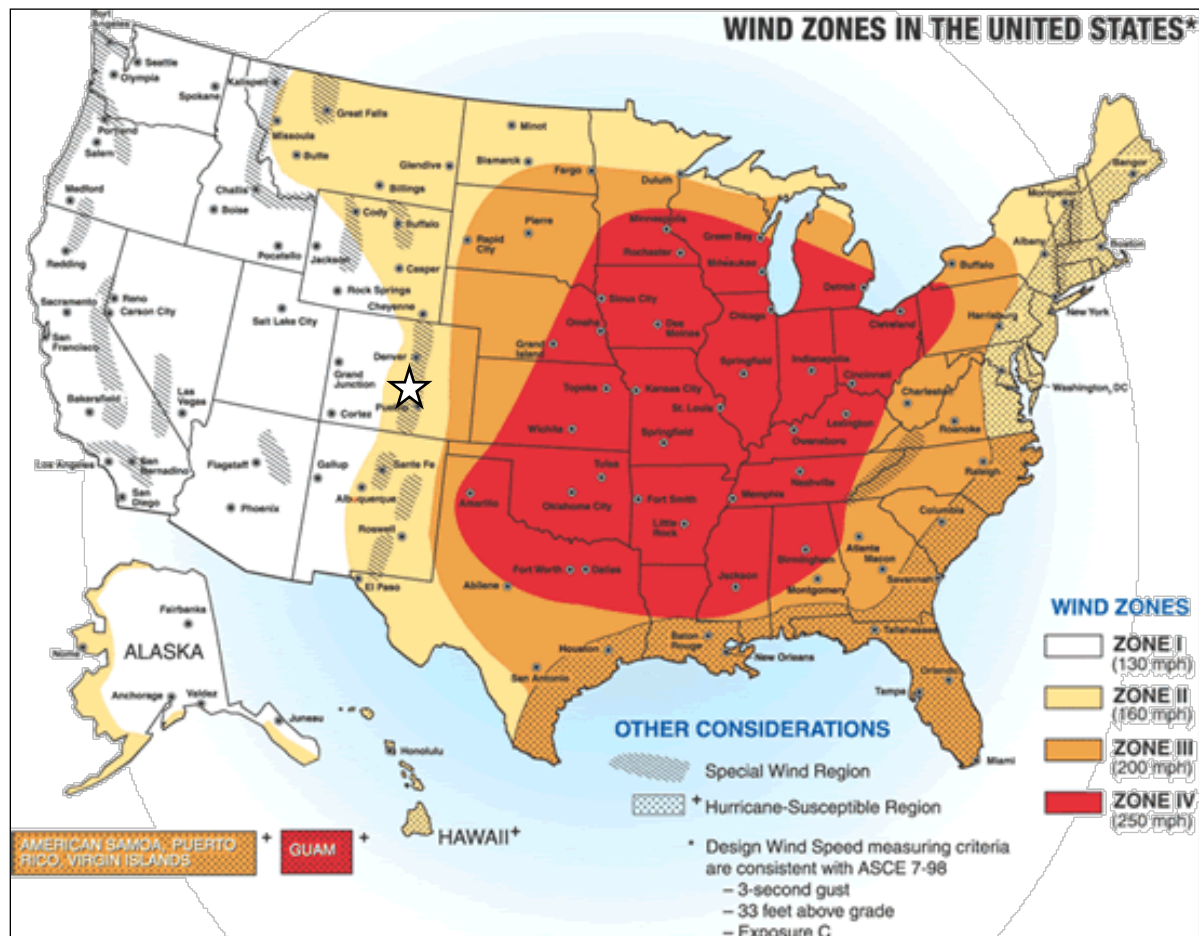 WIND ZONES IN THE UNITED STATES*
Port
Angeles
Seattle
Olympia
Spokane
Kalispell
Great Falls
Missoula
Butte
Glendive
Billings
Minot
Bismarck
Fargo
Duluth
Portland
Salem
Medford
Challis
Boise
Pocatello
Cody
Buffalo
Jackson
Casper
Rock Springs
Cheyenne
Rapid
City
Pierre
Minneapolis
Rochester
Green Bay
Milwaukee
Detroit
Buffalo
Albany
Montpelier
Bangor
Boston
New York
Redding
Reno
Carson City
Sacramento
San
Francisco
Salt Lake City
Denver
Grand
Junction
Pueblo
Cortez
Sioux City
Omaha
Des
Moines
Grand
Island
Chicago
Cleveland
Harrisburg
Washington, DC
Bakersfield
Las
Vegas
Topeka
Kansas City
Springfield
Indianapolis
Cincinnati
St. Louis
Charleston
Lexington
Owensboro
Roanoke
Los Angeles
San
Bernadino
San
Diego
Flagstaff
Phoenix
Gallup
Sante Fe
Albuquerque
Roswell
El Paso
Wichita
Springfield
Tulsa
Amarillo
Oklahoma City
Fort Smith
Little
Rock
Memphis
Nashville
Raleigh
Columbia
Atlanta
Macon
Savannah
Birmingham
Montgomery
Jackson
Fort Worth
Dallas
Abilene
Houston
San Antonio
Baton
Rouge
New Orleans
Tallahassee
Orlando
Tampa
Miami
Fairbanks
Nome
ALASKA
Anchorage
Valdez
Juneau
Honolulu
HAWAII+
AMERICAN SAMOA, PUERTO
RICO, VIRGIN ISLANDS
+
GUAM
+
OTHER CONSIDERATIONS
Special Wind Region
+ Hurricane-Susceptible Region
* Design Wind Speed measuring criteria
are consistent with ASCE 7-98
– 3-second gust
– 33 feet above grade
– Exposure C
WIND ZONES
ZONE I
(130 mph)
ZONE II
(160 mph)
ZONE III
(200 mph)
ZONE IV
(250 mph)